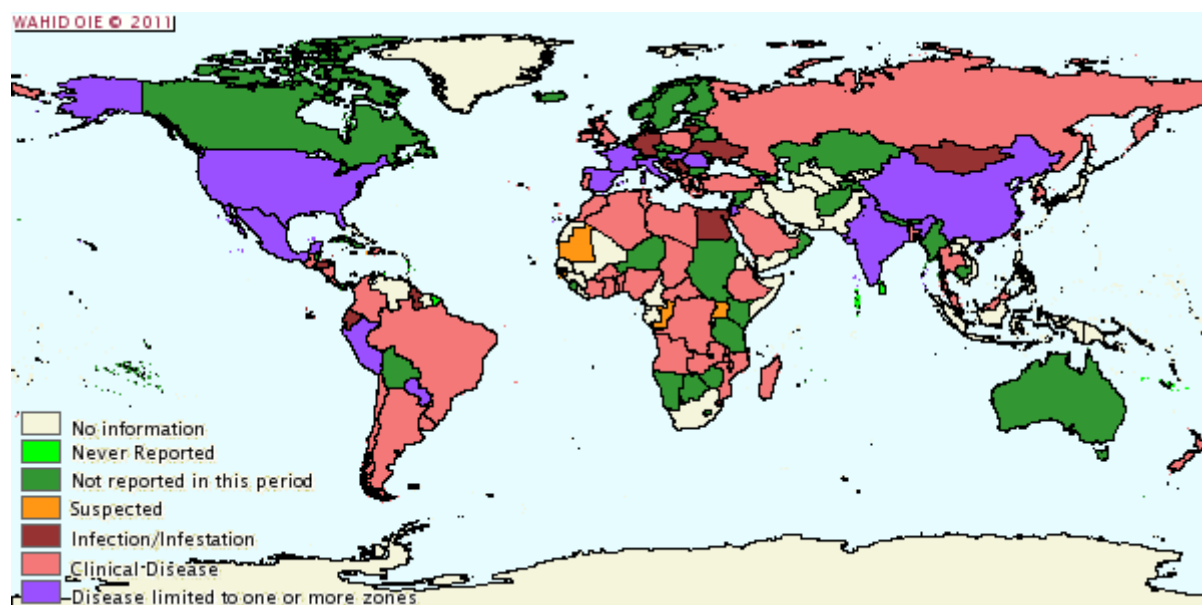 WAHID OIE © 2011
No information
Never Reported
Not reported in this period
Suspected
Infection/Infestation
Clinical Disease
Disease limited to one or more zones